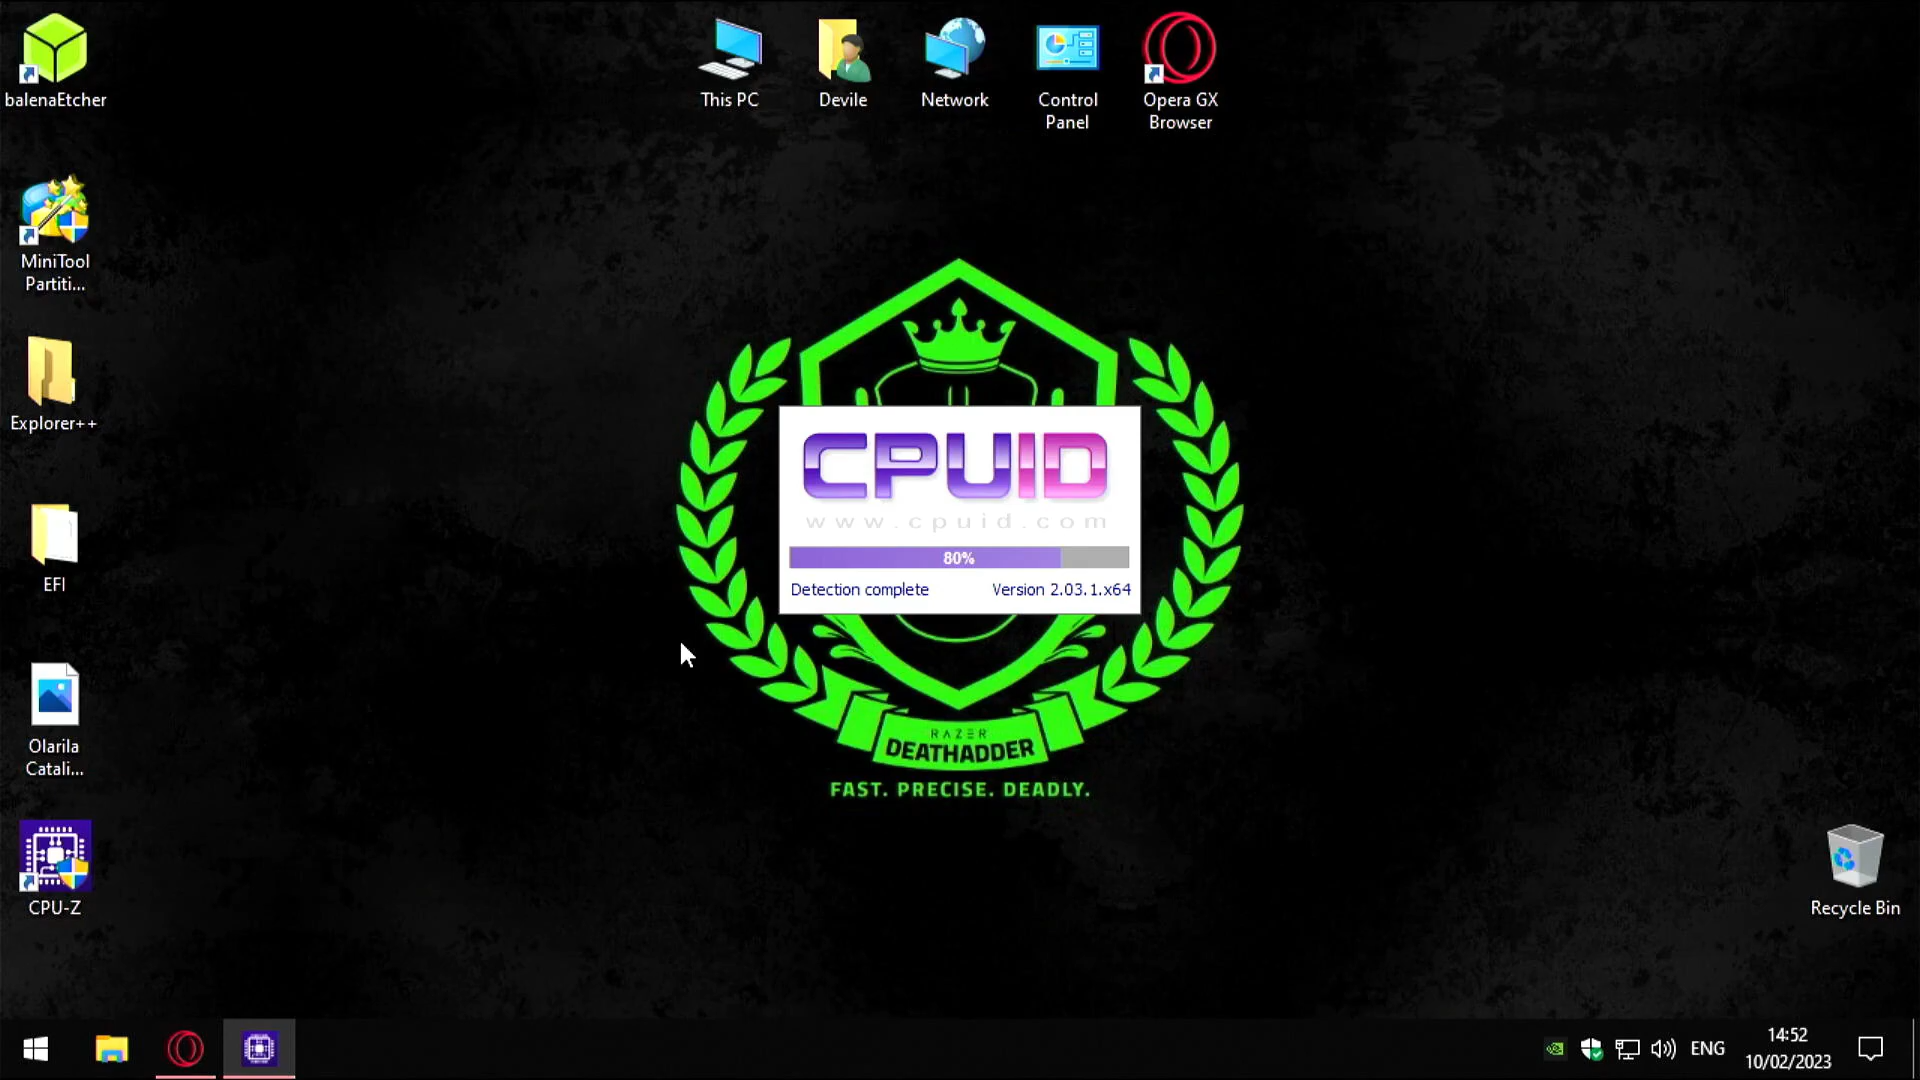 balenaEtcher
This PC
Devile
Network
Control
Panel
Opera GX
Browser
MiniTool
Partiti...
Explorer++
EFI
Olarila
Catali...
CPU-Z
CPUID
www.cpuid.com
80%
Detection complete
Version 2.03.1.x64
RAZER
DEATHADDER
FAST. PRECISE. DEADLY.
Recycle Bin
ENG
14:52
10/02/2023